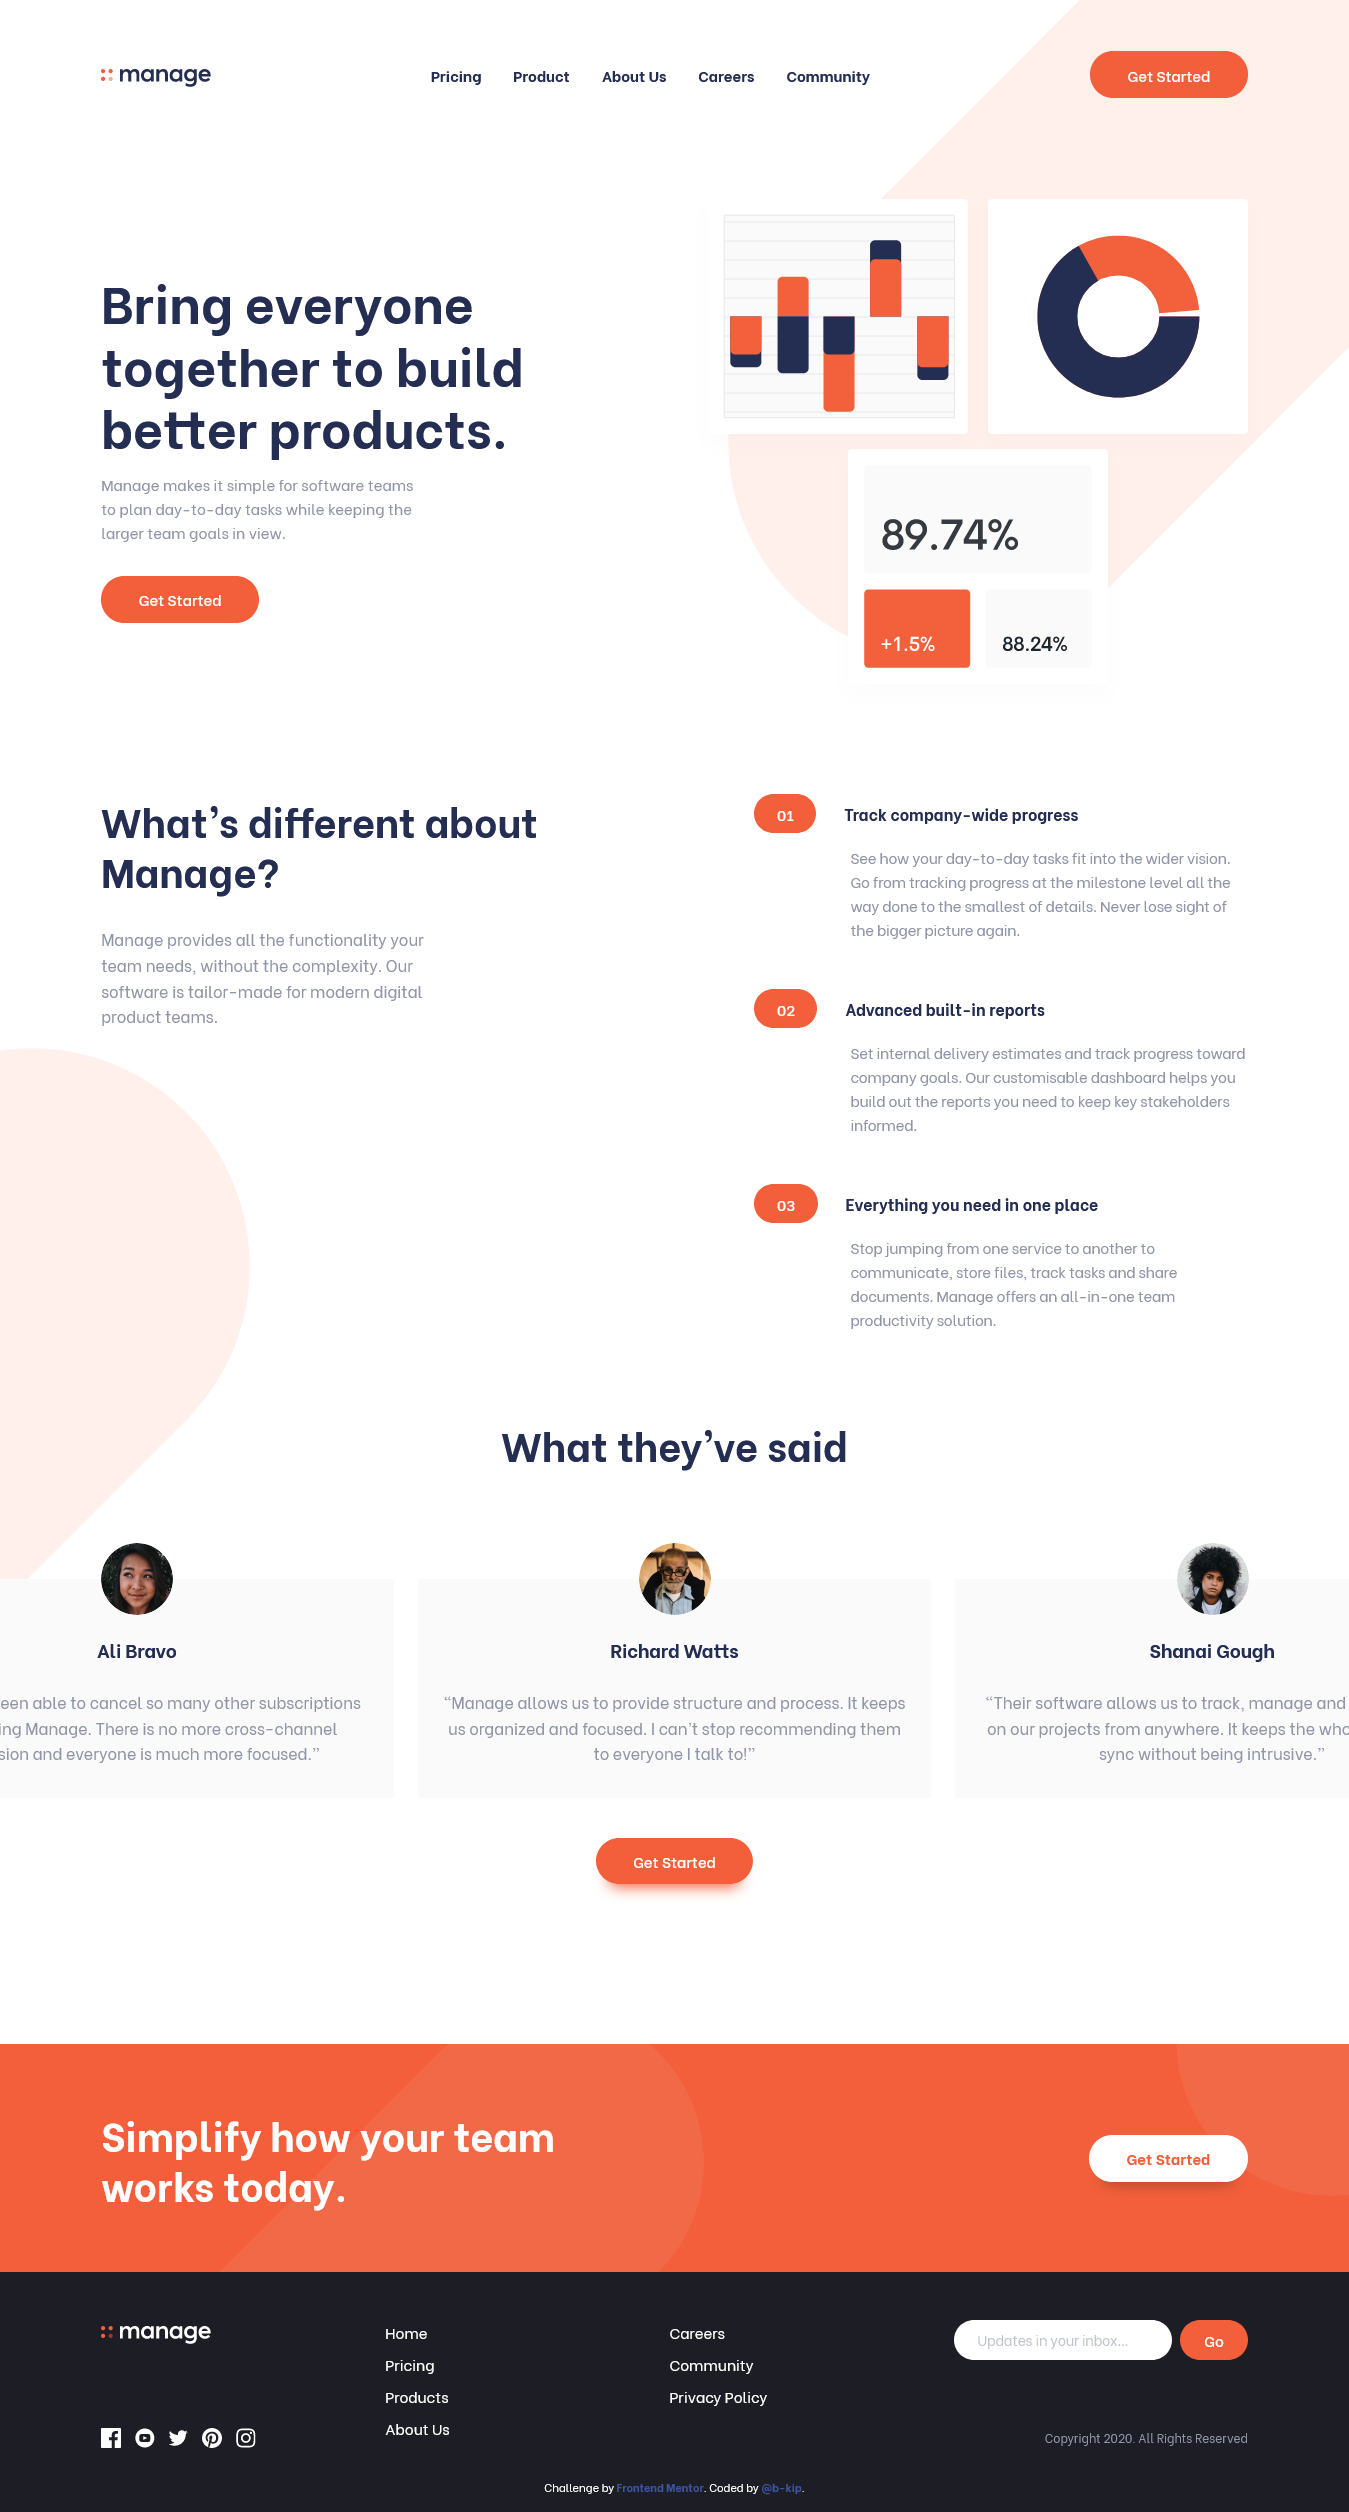 manage
Pricing Product About Us Careers Community
Get Started
Bring everyone
together to build
better products.
Manage makes it simple for software teams
to plan day-to-day tasks while keeping the
larger team goals in view.
Get Started
89.74%
+1.5%
88.24%
What’s different about
Manage?
Manage provides all the functionality your
team needs, without the complexity. Our
software is tailor-made for modern digital
product teams.
01
Track company-wide progress
See how your day-to-day tasks fit into the wider vision.
Go from tracking progress at the milestone level all the
way done to the smallest of details. Never lose sight of
the bigger picture again.
02
Advanced built-in reports
Set internal delivery estimates and track progress toward
company goals. Our customisable dashboard helps you
build out the reports you need to keep key stakeholders
informed.
03
Everything you need in one place
Stop jumping from one service to another to
communicate, store files, track tasks and share
documents. Manage offers an all-in-one team
productivity solution.
What they’ve said
Ali Bravo
able to cancel so many other subscriptions
Manage. There is no more cross-channel
and everyone is much more focused.”
Richard Watts
“Manage allows us to provide structure and process. It keeps
us organized and focused. I can’t stop recommending them
to everyone I talk to!”
Shanai Gough
“Their software allows us to track, manage and
on our projects from anywhere. It keeps the
sync without being intrusive.”
Get Started
Simplify how your team
works today.
Get Started
manage
Home
Pricing
Products
About Us
Careers
Community
Privacy Policy
Updates in your inbox...
Go
Copyright 2020. All Rights Reserved
Challenge by Frontend Mentor. Coded by @b-kip.